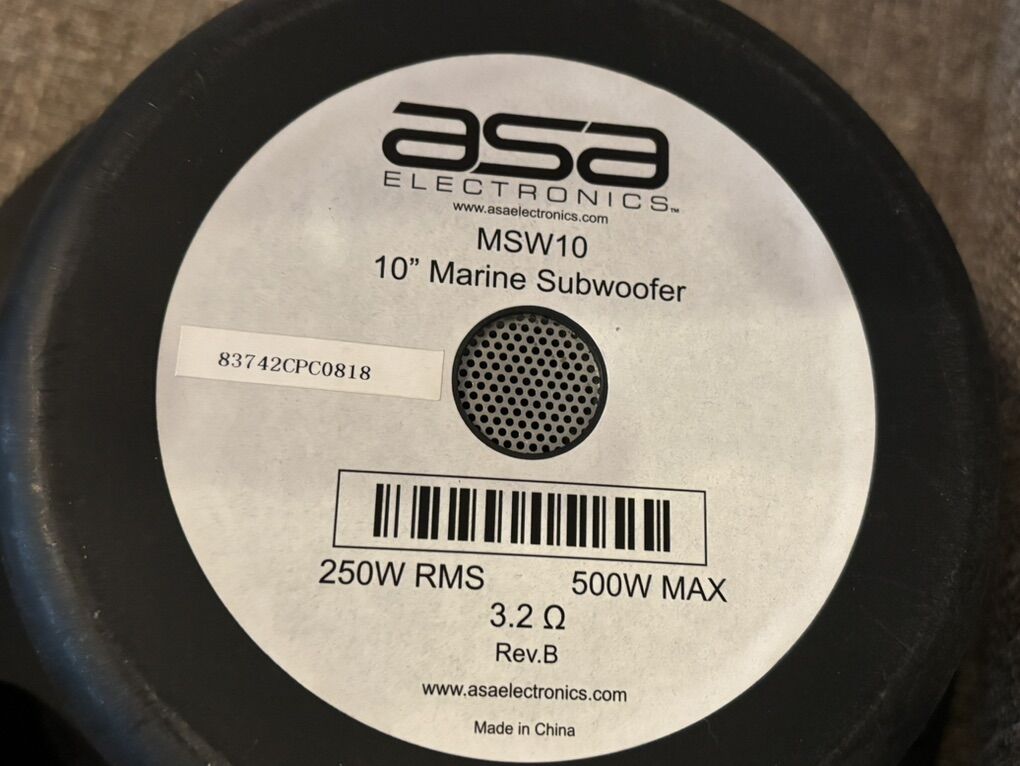 asa
ELECTRONICS™
www.asaelectronics.com
MSW10
10” Marine Subwoofer
83742CPC0818
250W RMS 500W MAX
3.2 Ω
Rev.B
www.asaelectronics.com
Made in China